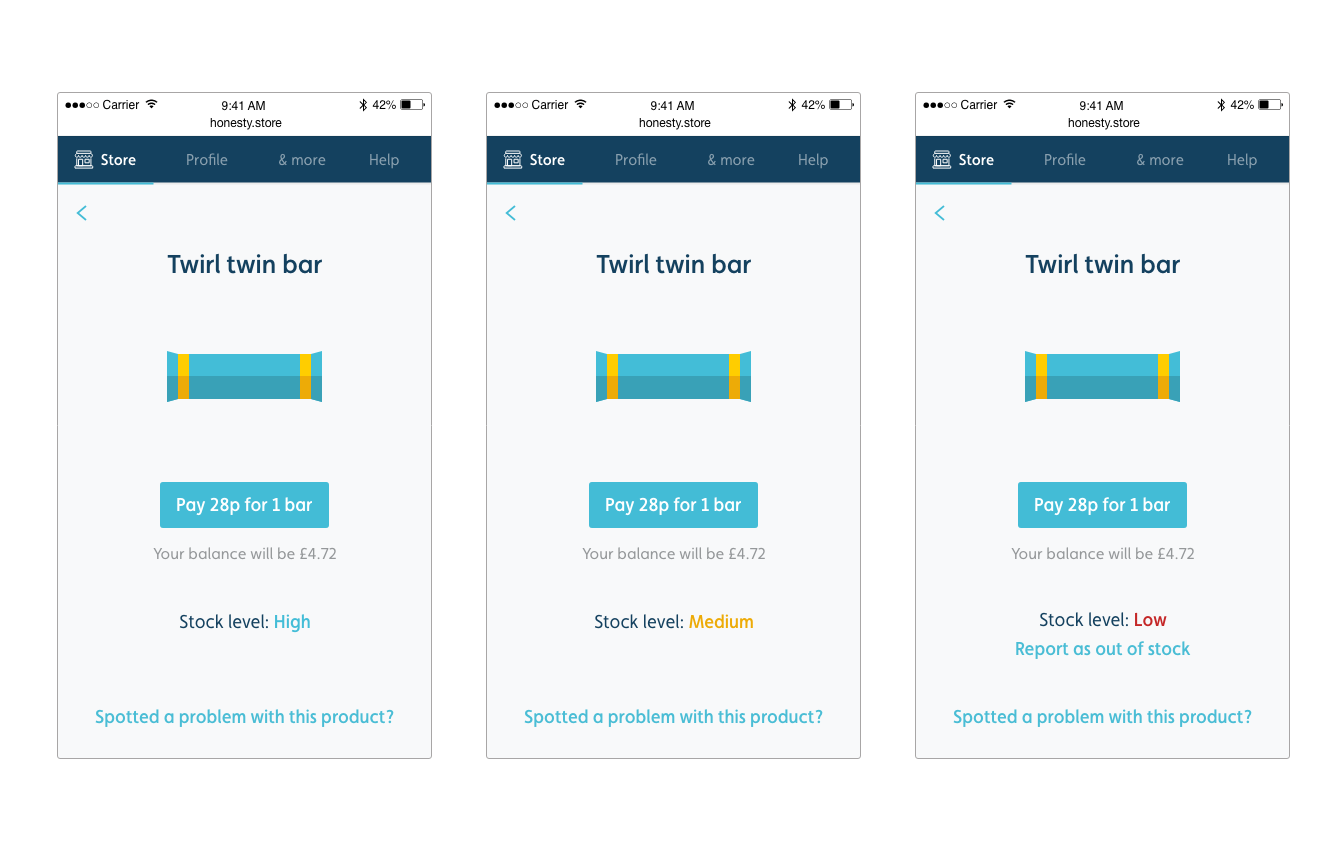 Carrier 9:41 AM 42%
honesty.store
Store Profile & more Help
Twirl twin bar
Pay 28p for 1 bar
Your balance will be £4.72
Stock level: High
Spotted a problem with this product?
Carrier 9:41 AM 42%
honesty.store
Store Profile & more Help
Twirl twin bar
Pay 28p for 1 bar
Your balance will be £4.72
Stock level: Medium
Spotted a problem with this product?
Carrier 9:41 AM 42%
honesty.store
Store Profile & more Help
Twirl twin bar
Pay 28p for 1 bar
Your balance will be £4.72
Stock level: Low
Report as out of stock
Spotted a problem with this product?